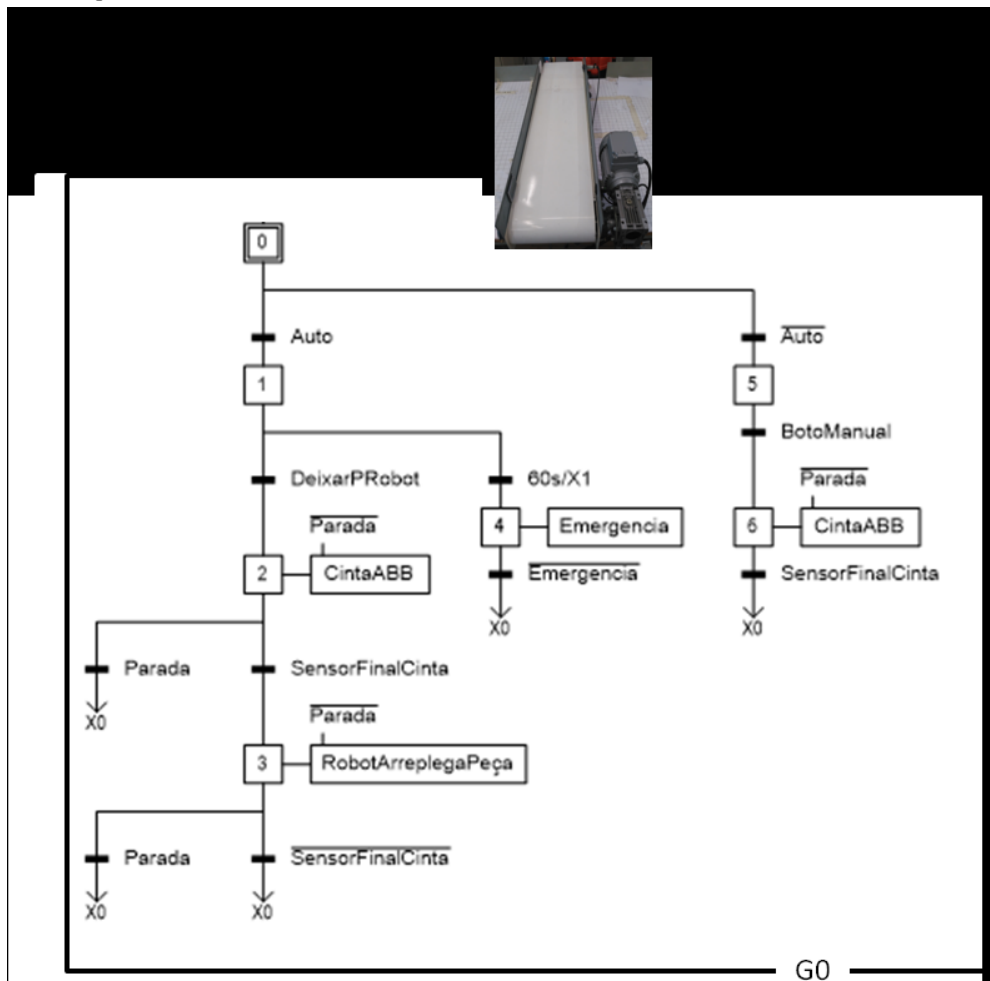 0
Auto
Auto
1
5
BotoManual
DeixarPRobot
60s/X1
Parada
Parada
4
Emergencia
6
CintaABB
2
CintaABB
Emergencia
SensorFinalCinta
X0
X0
Parada
SensorFinalCinta
X0
Parada
3
RobotArreplegaPeça
Parada
SensorFinalCinta
X0
X0
G0